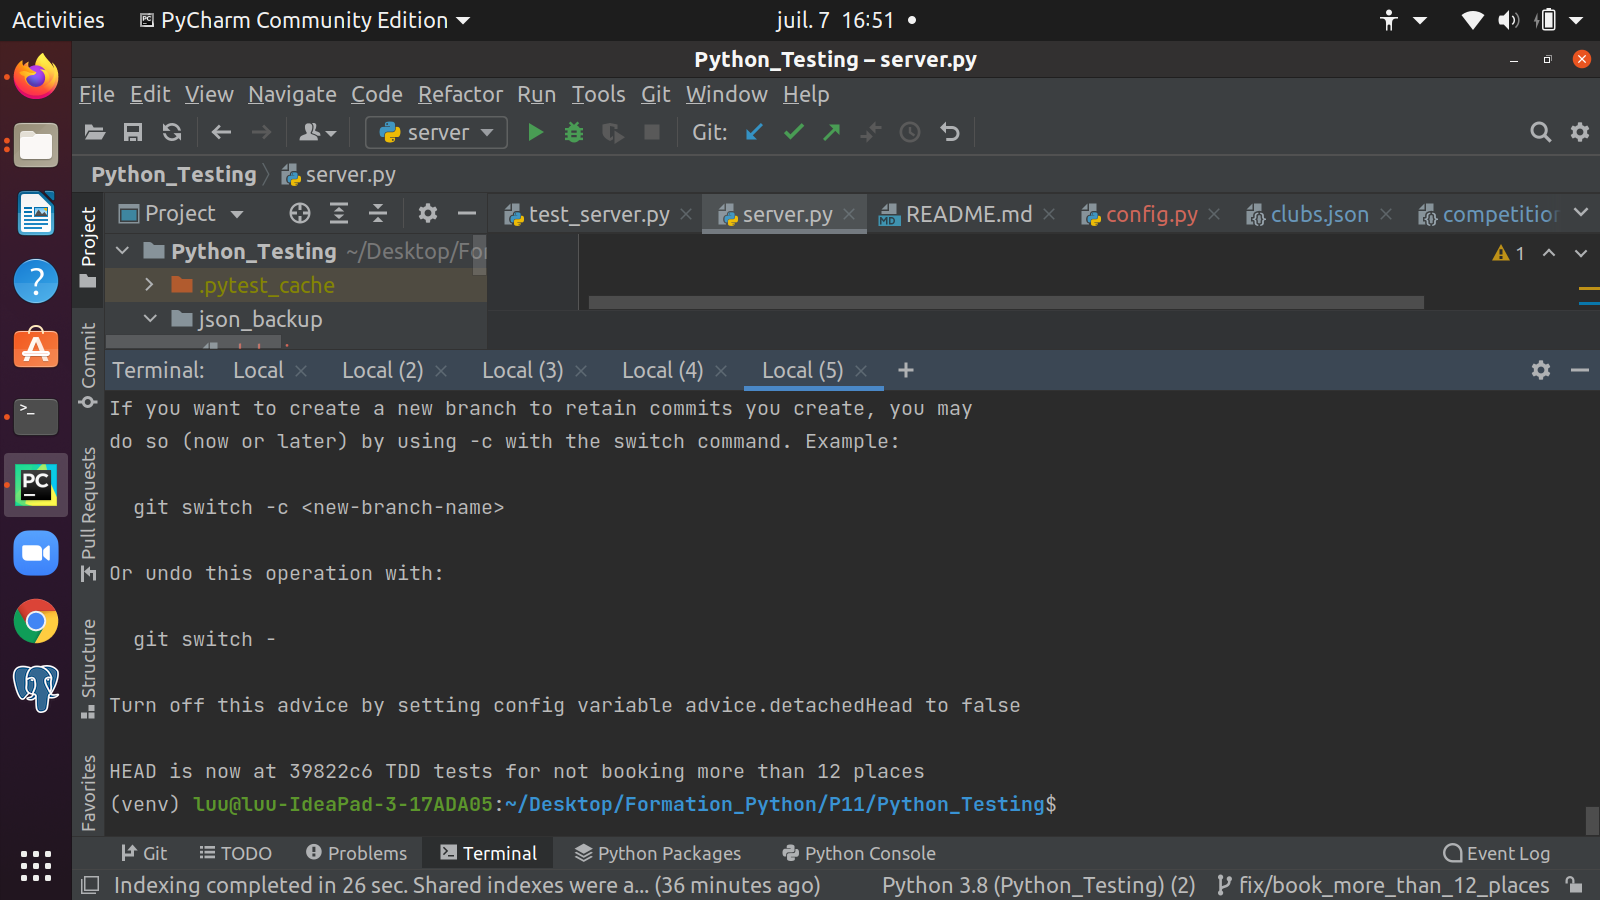 Activities PyCharm Community Edition juil. 7 16:51
Python_Testing – server.py
File Edit View Navigate Code Refactor Run Tools Git Window Help
server Git:
Python_Testing server.py
Project test_server.py server.py README.md config.py clubs.json
Python_Testing 1
.pytest_cache
json_backup
Project
Commit
Pull Requests
Structure
Favorites
Terminal: Local Local (2) Local (3) Local (4) Local (5) +
If you want to create a new branch to retain commits you create, you may
do so (now or later) by using -c with the switch command. Example:
git switch -c <new-branch-name>
Or undo this operation with:
git switch -
Turn off this advice by setting config variable advice.detachedHead to false
HEAD is now at 39822c6 TDD tests for not booking more than 12 places
(venv) luu@luu-IdeaPad-3-17ADA05:~/Desktop/Formation_Python/P11/Python_Testing$
Git TODO Problems Terminal Python Packages Python Console Event Log
Indexing completed in 26 sec. Shared indexes were a... (36 minutes ago) Python 3.8 (Python_Testing) (2) fix/book_more_than_12_places